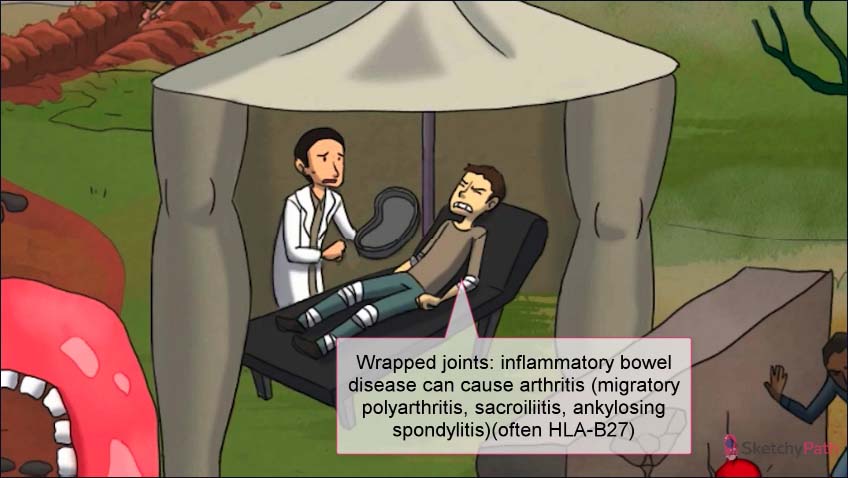 Wrapped joints: inflammatory bowel
disease can cause arthritis (migratory
polyarthritis, sacroiliitis, ankylosing
spondylitis)(often HLA-B27)
SketchyPath